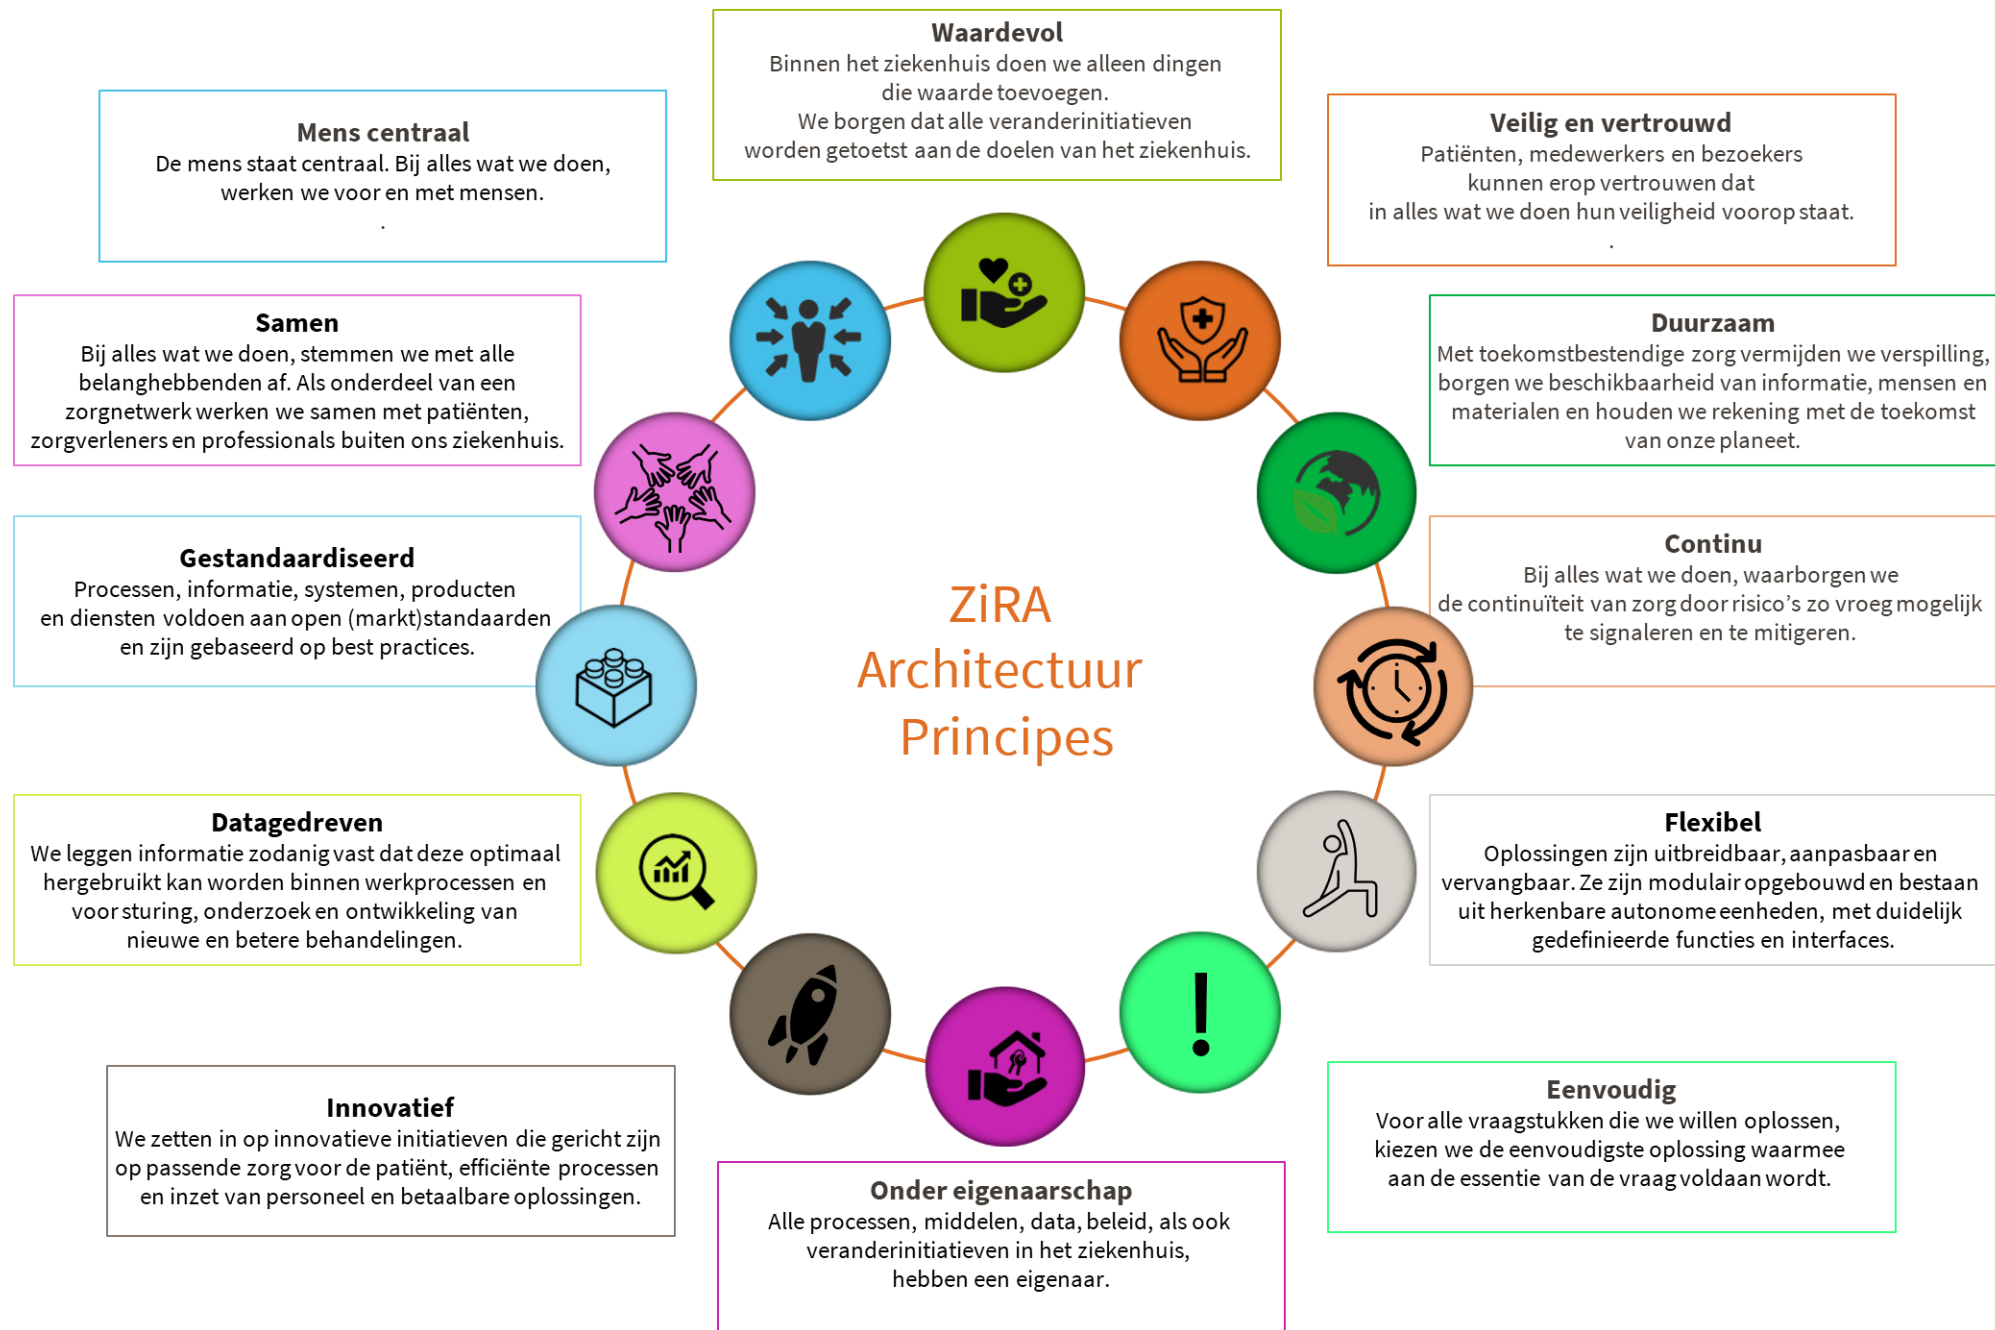 Waardevol
Binnen het ziekenhuis doen we alleen dingen
die waarde toevoegen.
We borgen dat alle veranderinitiatieven
worden getoetst aan de doelen van het ziekenhuis.
Mens centraal
De mens staat centraal. Bij alles wat we doen,
werken we voor en met mensen.
.
Veilig en vertrouwd
Patiënten, medewerkers en bezoekers
kunnen erop vertrouwen dat
in alles wat we doen hun veiligheid voorop staat.
.
Samen
Bij alles wat we doen, stemmen we met alle
belanghebbenden af. Als onderdeel van een
zorgnetwerk werken we samen met patiënten,
zorgverleners en professionals buiten ons ziekenhuis.
Duurzaam
Met toekomstbestendige zorg vermijden we verspilling,
borgen we beschikbaarheid van informatie, mensen en
materialen en houden we rekening met de toekomst
van onze planeet.
Gestandaardiseerd
Processen, informatie, systemen, producten
en diensten voldoen aan open (markt)standaarden
en zijn gebaseerd op best practices.
Continu
Bij alles wat we doen, waarborgen we
de continuïteit van zorg door risico's zo vroeg mogelijk
te signaleren en te mitigeren.
ZiRA
Architectuur
Principes
Datagedreven
We leggen informatie zodanig vast dat deze optimaal
hergebruikt kan worden binnen werkprocessen en
voor sturing, onderzoek en ontwikkeling van
nieuwe en betere behandelingen.
Flexibel
Oplossingen zijn uitbreidbaar, aanpasbaar en
vervangbaar. Ze zijn modulair opgebouwd en bestaan
uit herkenbare autonome eenheden, met duidelijk
gedefinieerde functies en interfaces.
Innovatief
We zetten in op innovatieve initiatieven die gericht zijn
op passende zorg voor de patiënt, efficiënte processen
en inzet van personeel en betaalbare oplossingen.
Eenvoudig
Voor alle vraagstukken die we willen oplossen,
kiezen we de eenvoudigste oplossing waarmee
aan de essentie van de vraag voldaan wordt.
Onder eigenaarschap
Alle processen, middelen, data, beleid, als ook
veranderinitiatieven in het ziekenhuis,
hebben een eigenaar.